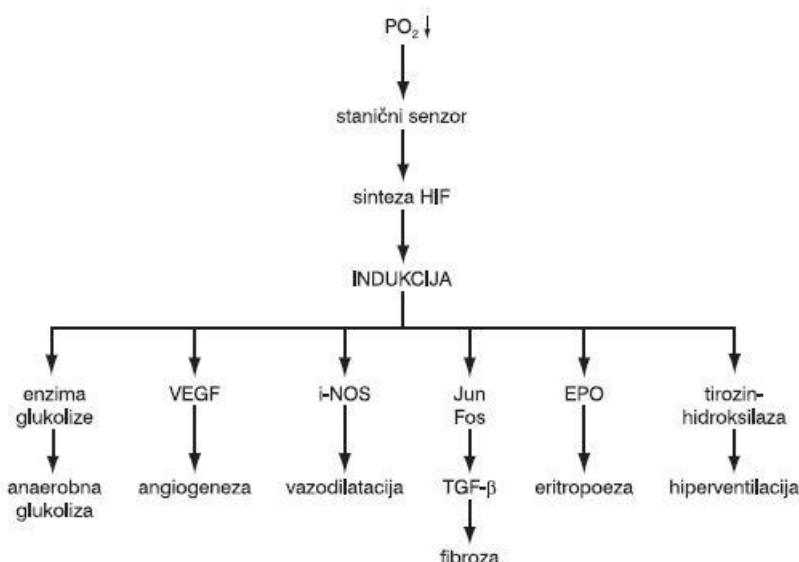 PO₂ ↓
stanični senzor
sinteza HIF
INDUKCIJA
enzima
glukolize
VEGF
i-NOS
Jun
Fos
EPO
tirozin-
hidroksilaza
anaerobna
glukoliza
angiogeneza
vazodilatacija
TGF-β
eritropoeza
hiperventilacija
fibroza